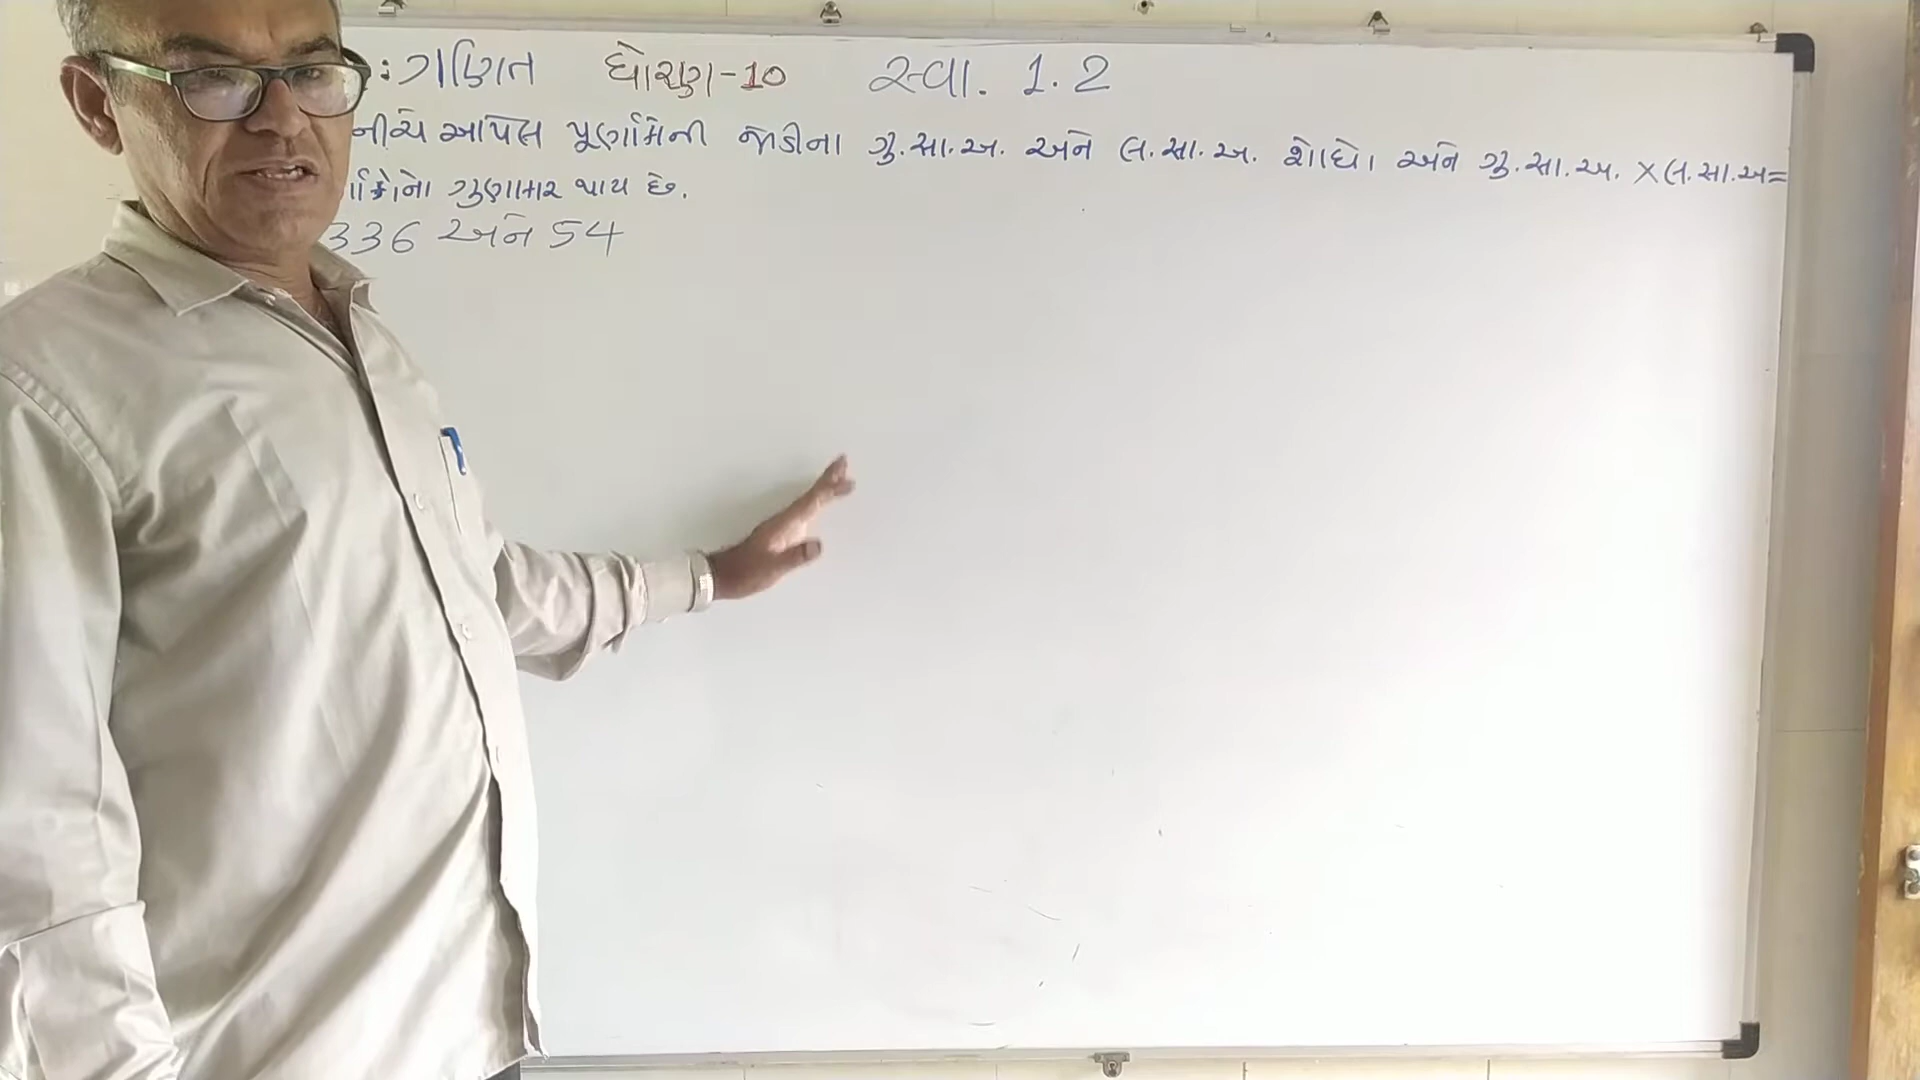 : ગણિત ધોરણ-10 સ્વા. 1.2
નીચે આપેલ પૂર્ણાંકોની જોડીના ગુ.સા.અ. અને લ.સા.અ. શોધો અને ગુ.સા.અ. X લ.સા.અ=
ગુણાકાર થાય છે.
336 અને 54